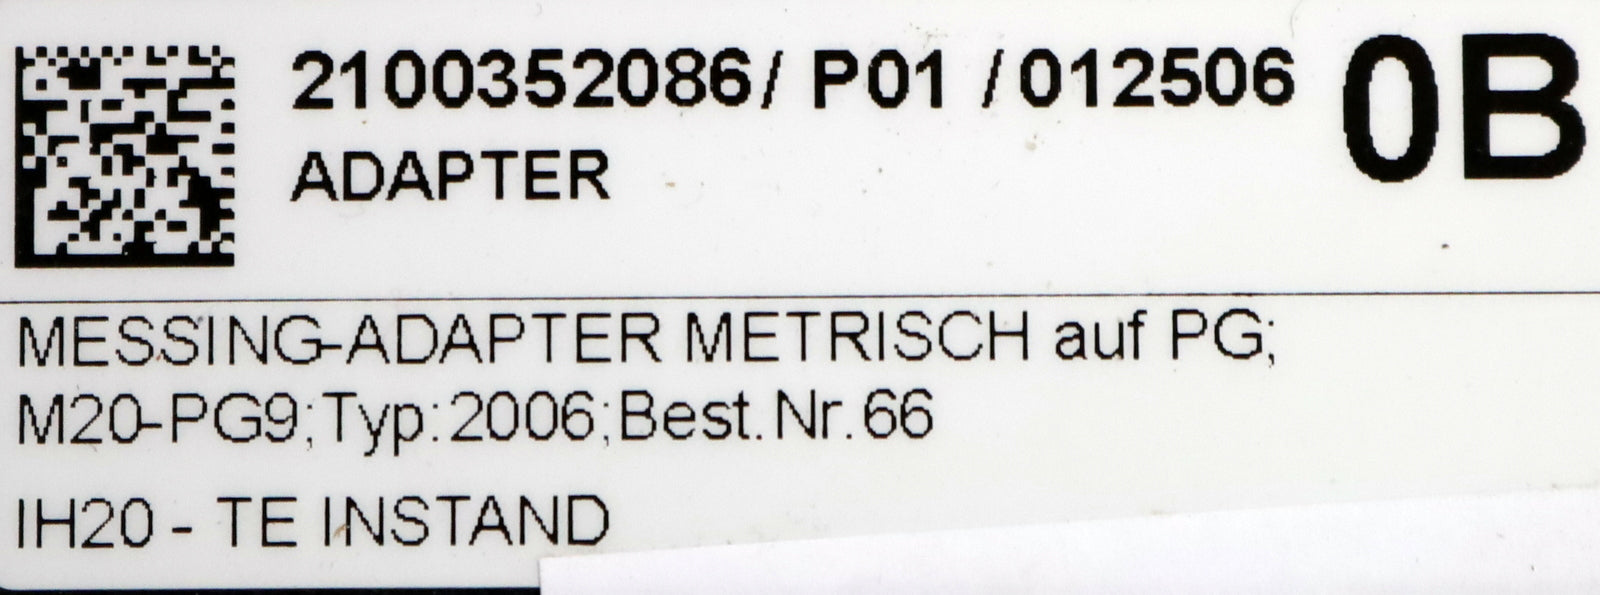 2100352086/ P01 /012506 0B
ADAPTER
MESSING-ADAPTER METRISCH auf PG;
M20-PG9;Typ:2006;Best.Nr.66
IH20 - TE INSTAND